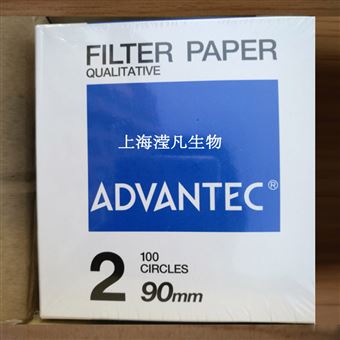 FILTER PAPER
QUALITATIVE
上海滢凡生物
ADVANTEC®
2 100 CIRCLES 90mm